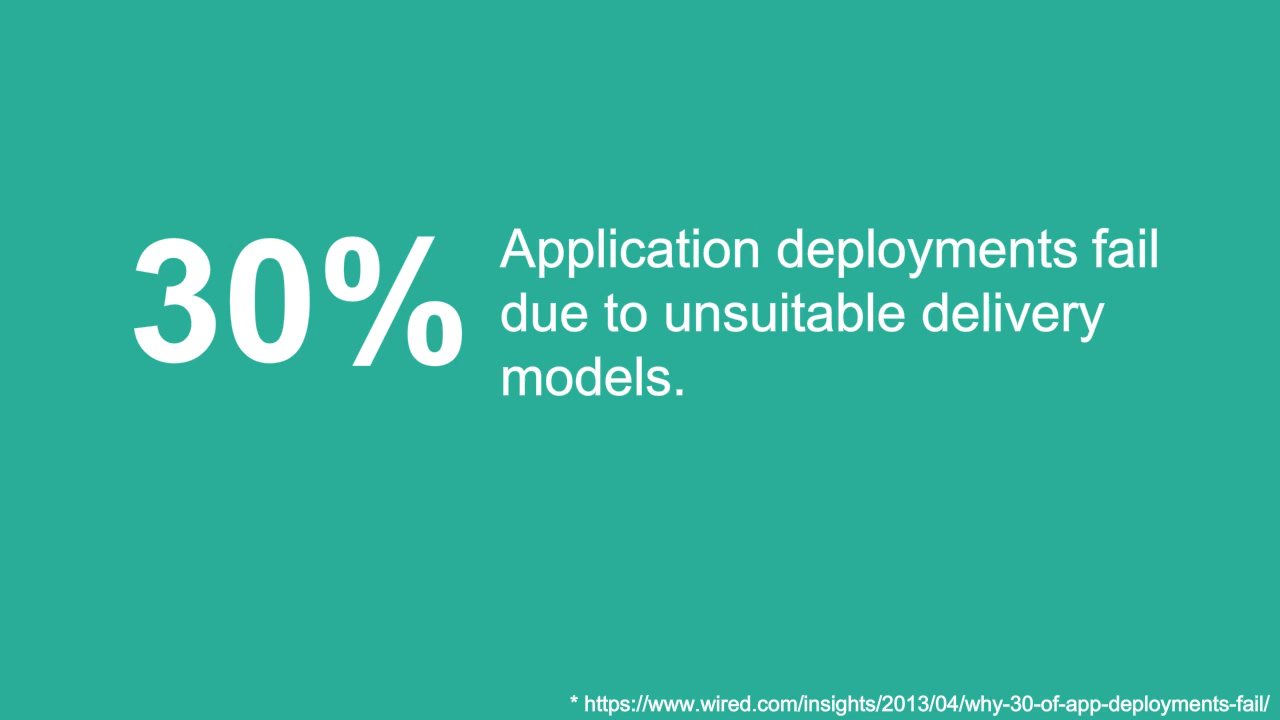 30%
Application deployments fail
due to unsuitable delivery
models.
* https://www.wired.com/insights/2013/04/why-30-of-app-deployments-fail/